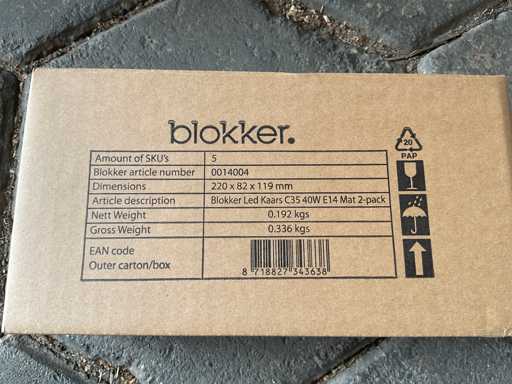 blokker.
Amount of SKU's 5
Blokker article number 0014004
Dimensions 220 x 82 x 119 mm
Article description Blokker Led Kaars C35 40W E14 Mat 2-pack
Nett Weight 0.192 kgs
Gross Weight 0.336 kgs
EAN code
Outer carton/box
8 718827 343638
20
PAP